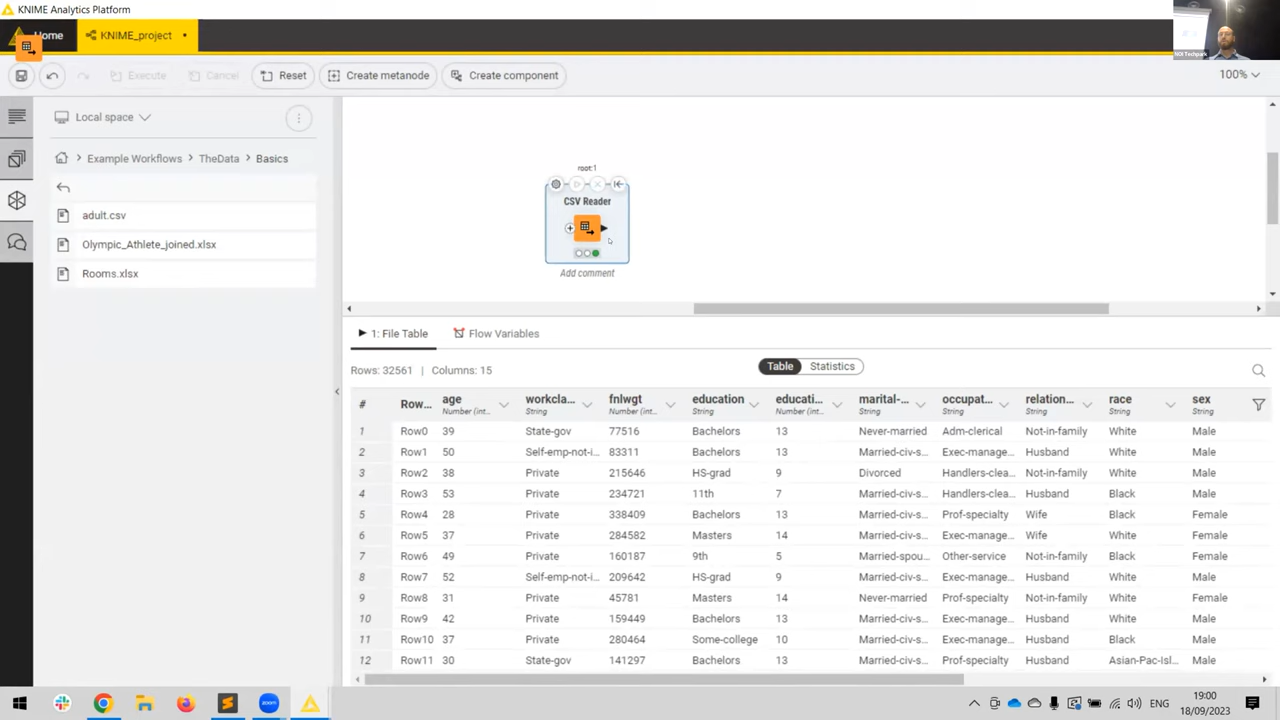 KNIME Analytics Platform
Home
KNIME_project
Execute
Cancel
Reset
Create metanode
Create component
100%
NOI Techpark
Local space
Example Workflows > TheData > Basics
adult.csv
Olympic_Athlete_joined.xlsx
Rooms.xlsx
root:1
CSV Reader
Add comment
1: File Table
Flow Variables
Rows: 32561 | Columns: 15
Table
Statistics
# Row... age workcla... fnlwgt education educati... marital-... occupat... relation... race sex
Number (int... String Number (int... String Number (int... String String String String String
1 Row0 39 State-gov 77516 Bachelors 13 Never-married Adm-clerical Not-in-family White Male
2 Row1 50 Self-emp-not-i... 83311 Bachelors 13 Married-civ-s... Exec-manage... Husband White Male
3 Row2 38 Private 215646 HS-grad 9 Divorced Handlers-clea... Not-in-family White Male
4 Row3 53 Private 234721 11th 7 Married-civ-s... Handlers-clea... Husband Black Male
5 Row4 28 Private 338409 Bachelors 13 Married-civ-s... Prof-specialty Wife Black Female
6 Row5 37 Private 284582 Masters 14 Married-civ-s... Exec-manage... Wife White Female
7 Row6 49 Private 160187 9th 5 Married-spou... Other-service Not-in-family Black Female
8 Row7 52 Self-emp-not-i... 209642 HS-grad 9 Married-civ-s... Exec-manage... Husband White Male
9 Row8 31 Private 45781 Masters 14 Never-married Prof-specialty Not-in-family White Female
10 Row9 42 Private 159449 Bachelors 13 Married-civ-s... Exec-manage... Husband White Male
11 Row10 37 Private 280464 Some-college 10 Married-civ-s... Exec-manage... Husband Black Male
12 Row11 30 State-gov 141297 Bachelors 13 Married-civ-s... Prof-specialty Husband Asian-Pac-Isl... Male
zoom
ENG
19:00
18/09/2023